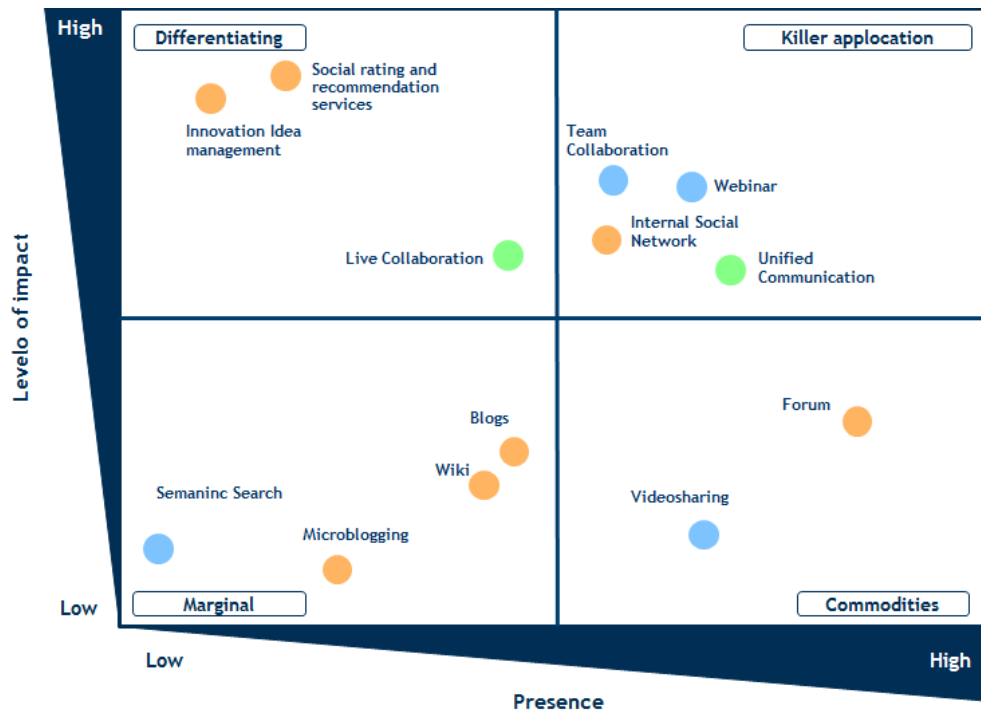 High
Differentiating
Killer applocation
Social rating and
recommendation
services
Innovation Idea
management
Team
Collaboration
Webinar
Internal Social
Network
Live Collaboration
Unified
Communication
Levelo of impact
Forum
Blogs
Wiki
Semaninc Search
Videosharing
Microblogging
Low
Marginal
Commodities
Low
High
Presence